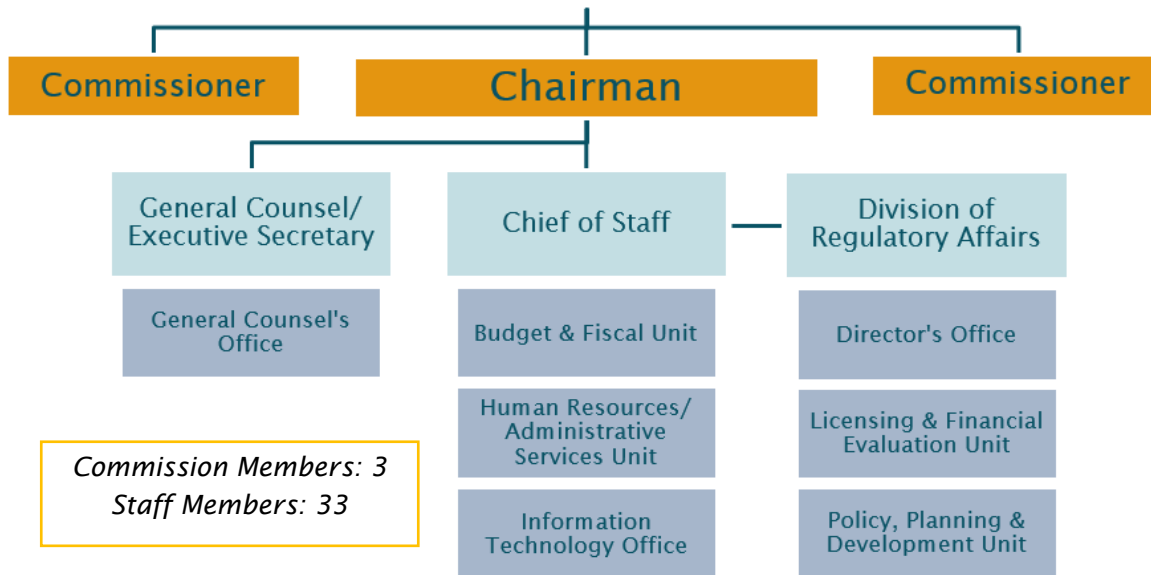 Commissioner
Chairman
Commissioner
General Counsel/
Executive Secretary
Chief of Staff
Division of
Regulatory Affairs
General Counsel's
Office
Budget & Fiscal Unit
Director's Office
Human Resources/
Administrative
Services Unit
Licensing & Financial
Evaluation Unit
Commission Members: 3
Staff Members: 33
Information
Technology Office
Policy, Planning &
Development Unit